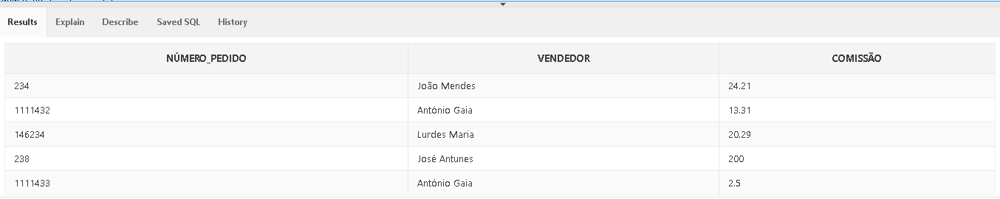 Results Explain Describe Saved SQL History
NÚMERO_PEDIDO VENDEDOR COMISSÃO
234 João Mendes 24.21
1111432 António Gaia 13.31
146234 Lurdes Maria 20.29
238 José Antunes 200
1111433 António Gaia 2.5